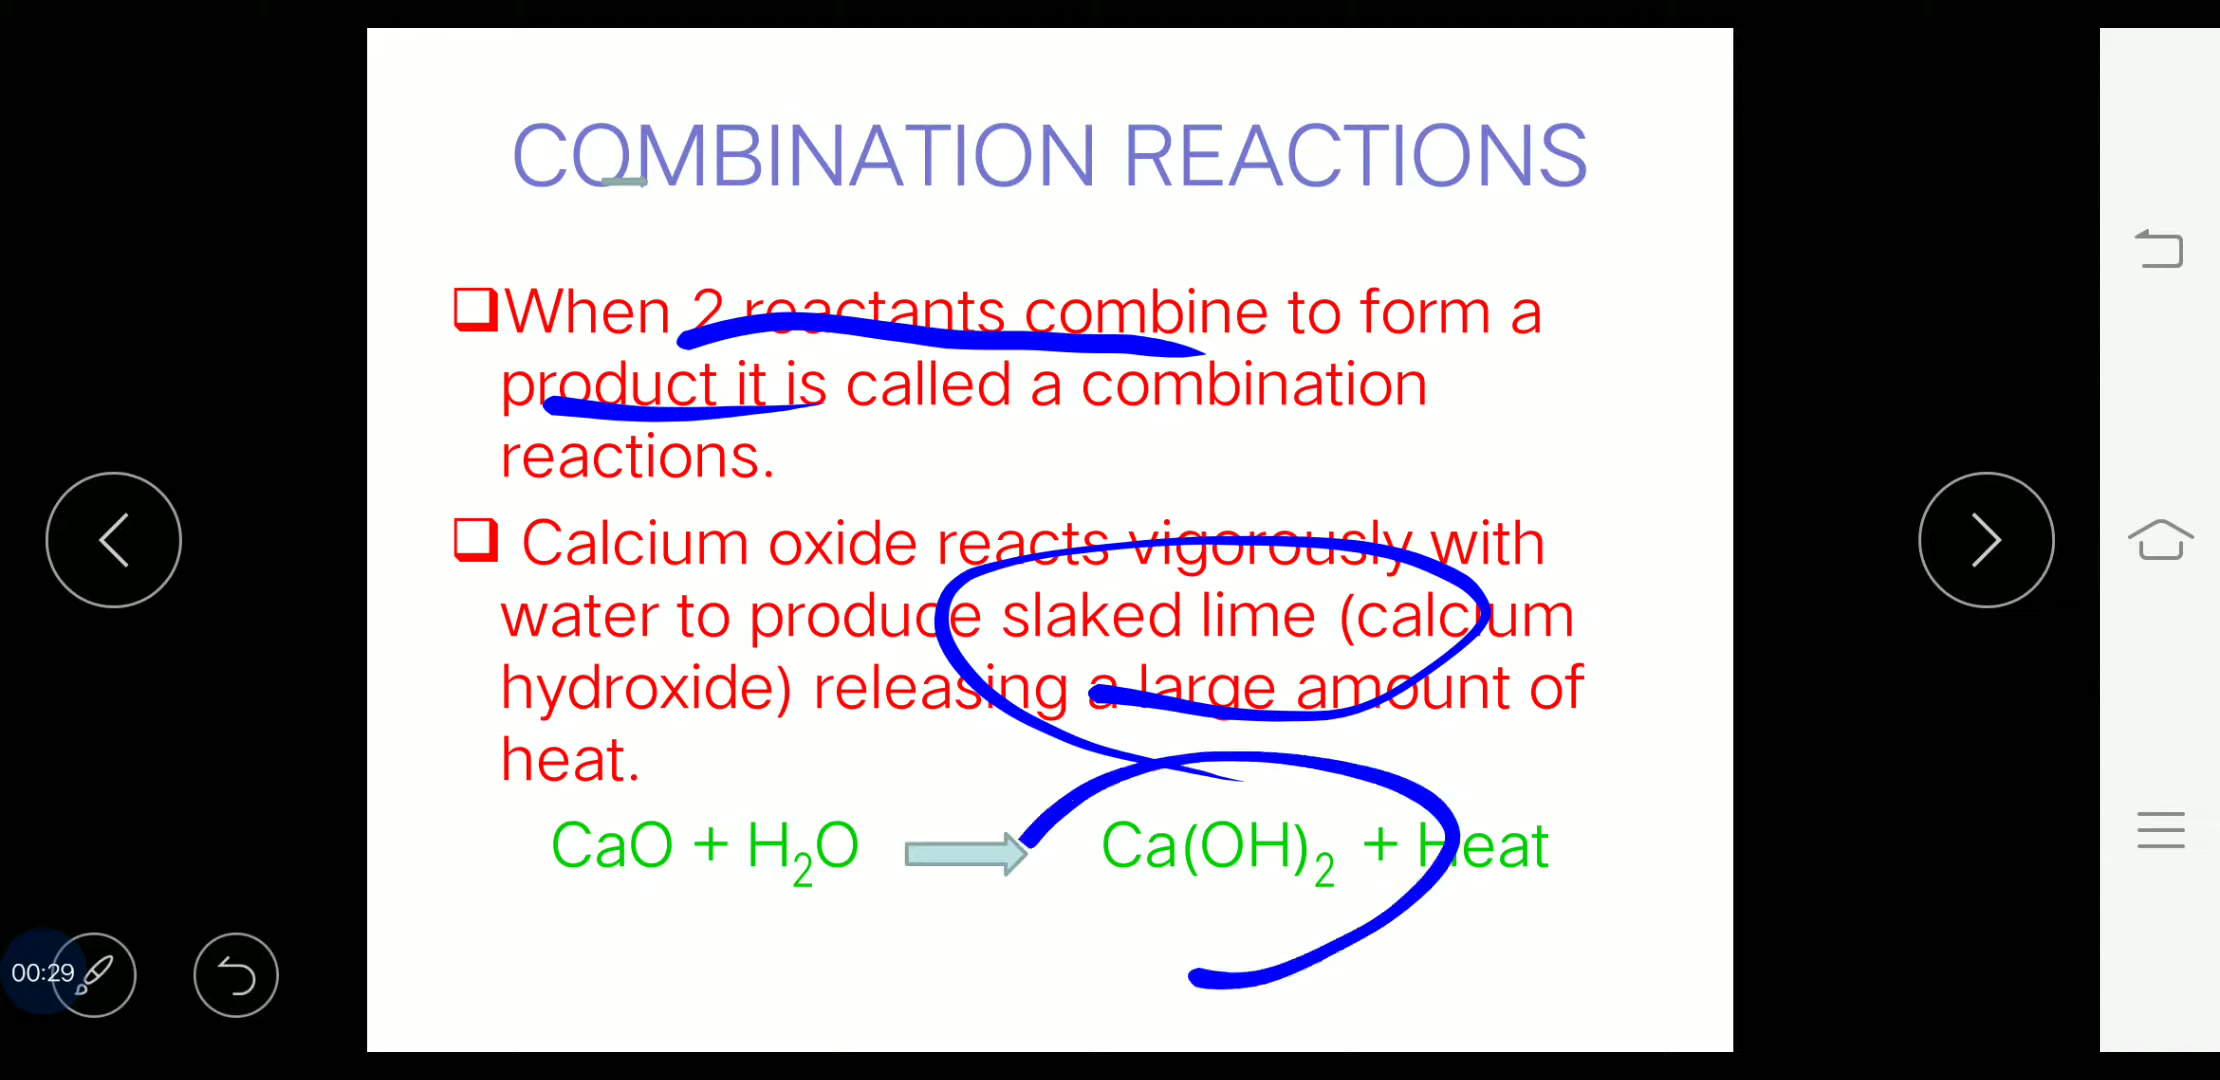 COMBINATION REACTIONS
When 2 reactants combine to form a
product it is called a combination
reactions.
Calcium oxide reacts vigorously with
water to produce slaked lime (calcium
hydroxide) releasing a large amount of
heat.
CaO + H₂O Ca(OH)₂ + Heat
00:29